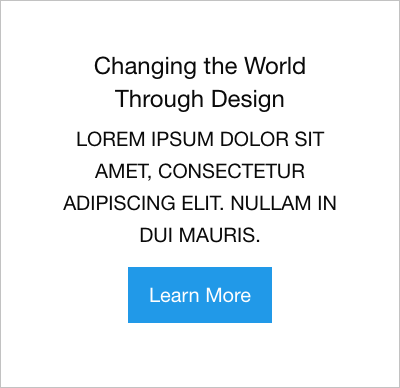 Changing the World
Through Design
LOREM IPSUM DOLOR SIT
AMET, CONSECTETUR
ADIPISCING ELIT. NULLAM IN
DUI MAURIS.
Learn More